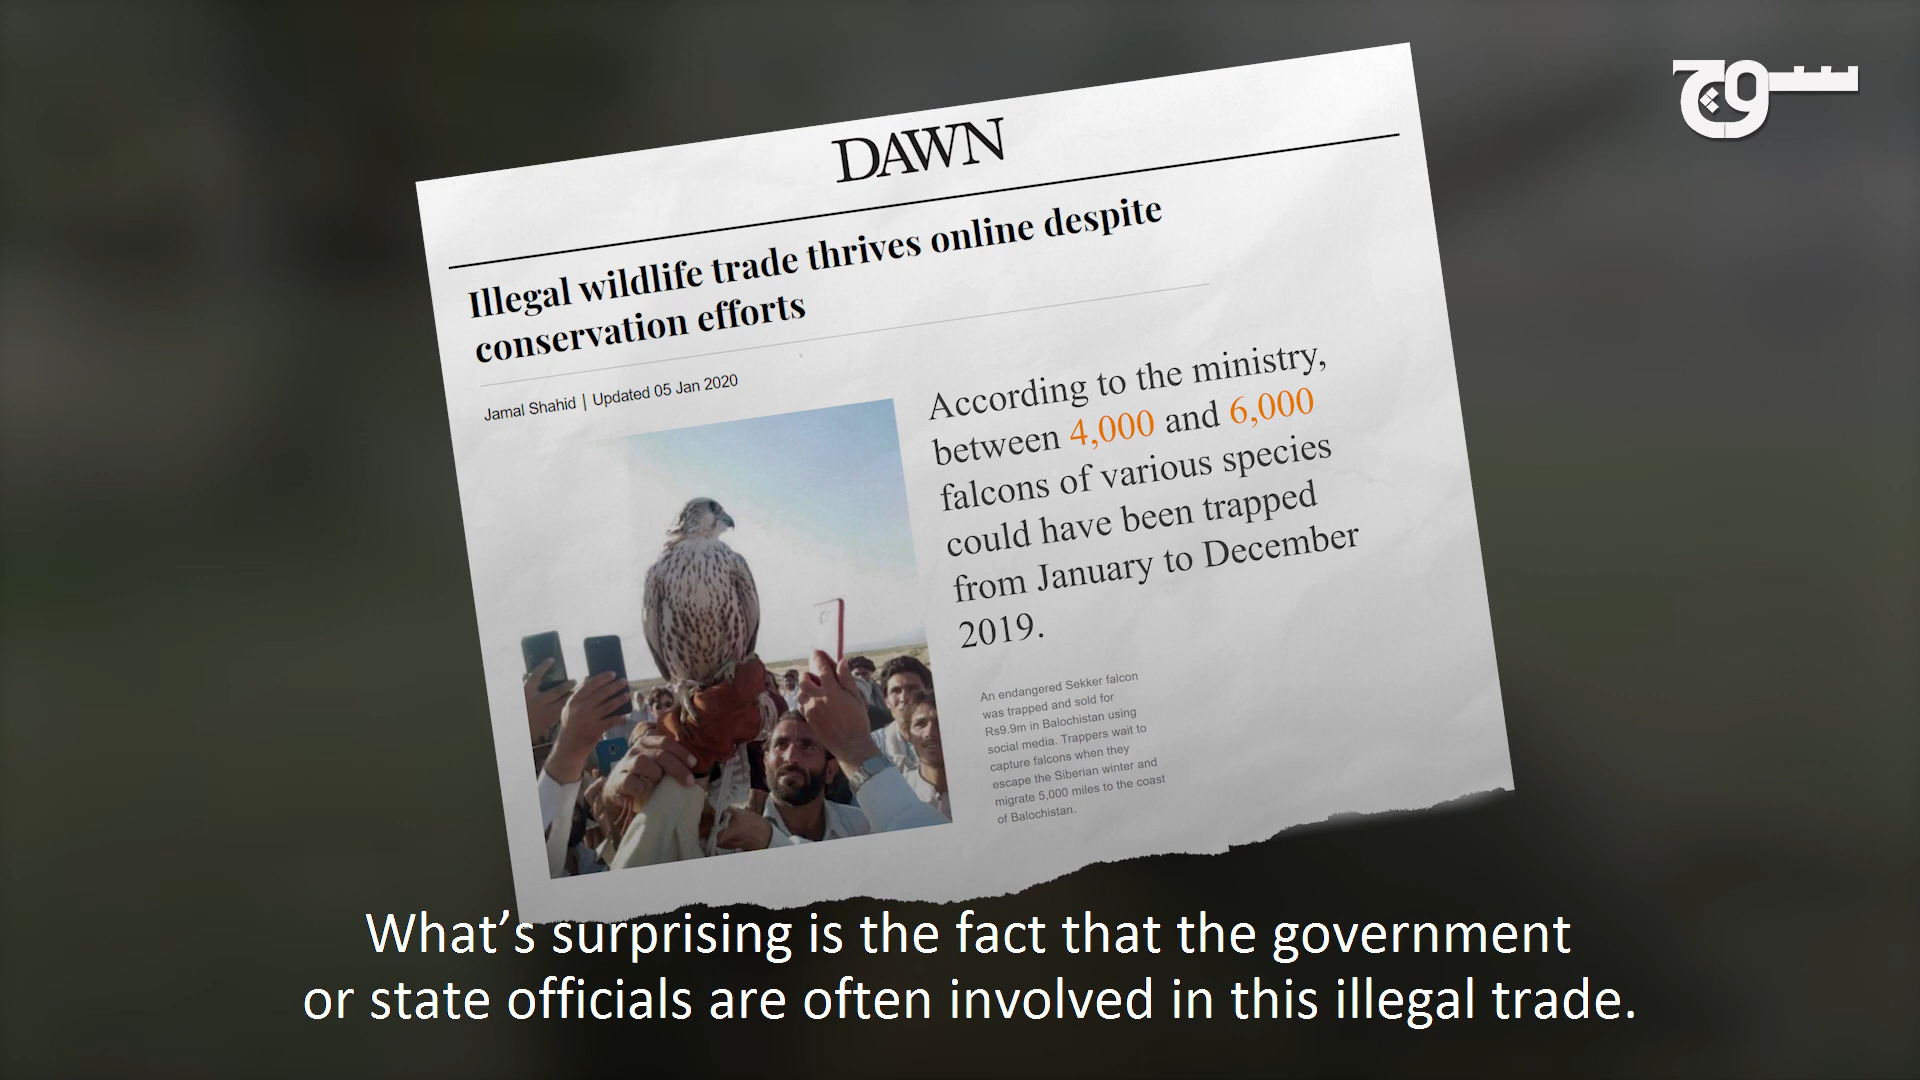 سوچ
DAWN
Illegal wildlife trade thrives online despite
conservation efforts
Jamal Shahid | Updated 05 Jan 2020
According to the ministry,
between 4,000 and 6,000
falcons of various species
could have been trapped
from January to December
2019.
An endangered Sekker falcon
was trapped and sold for
Rs9.9m in Balochistan using
social media. Trappers wait to
capture falcons when they
escape the Siberian winter and
migrate 5,000 miles to the coast
of Balochistan.
What’s surprising is the fact that the government
or state officials are often involved in this illegal trade.